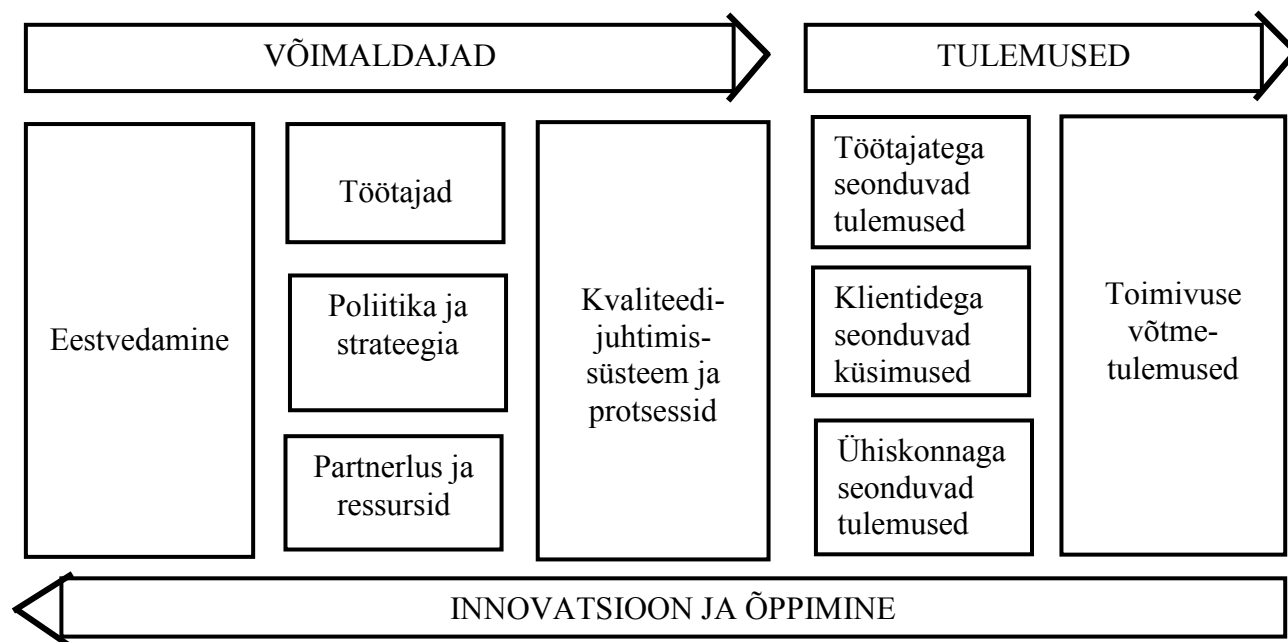 VÕIMALDAJAD
TULEMUSED
Eestvedamine
Töötajad
Poliitika ja
strateegia
Partnerlus ja
ressursid
Kvaliteedi-
juhtimis-
süsteem ja
protsessid
Töötajatega
seonduvad
tulemused
Klientidega
seonduvad
küsimused
Ühiskonnaga
seonduvad
tulemused
Toimivuse
võtme-
tulemused
INNOVATSIOON JA ÕPPIMINE